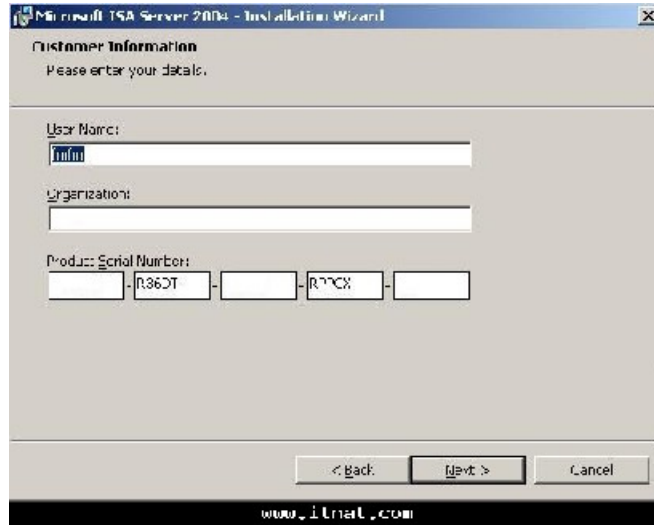 Microsoft ISA Server 2004 - Installation Wizard
Customer Information
Please enter your details.
User Name:
Organization:
Product Serial Number:
- - - -
< Back
Next >
Cancel
www.itnat.com